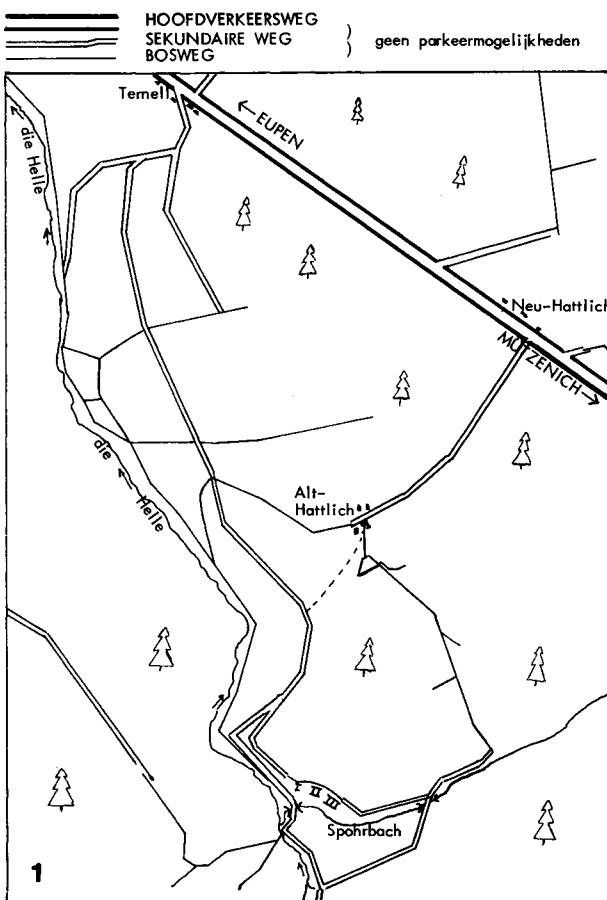 HOOFDVERKEERSWEG
SEKUNDAIRE WEG
BOSWEG
) geen parkeermogelijkheden
)
Ternell
← EUPEN
die Helle
Neu-Hattlich
MÜTZENICH →
die Helle
Alt-
Hattlich
II III
Spohrbach
1